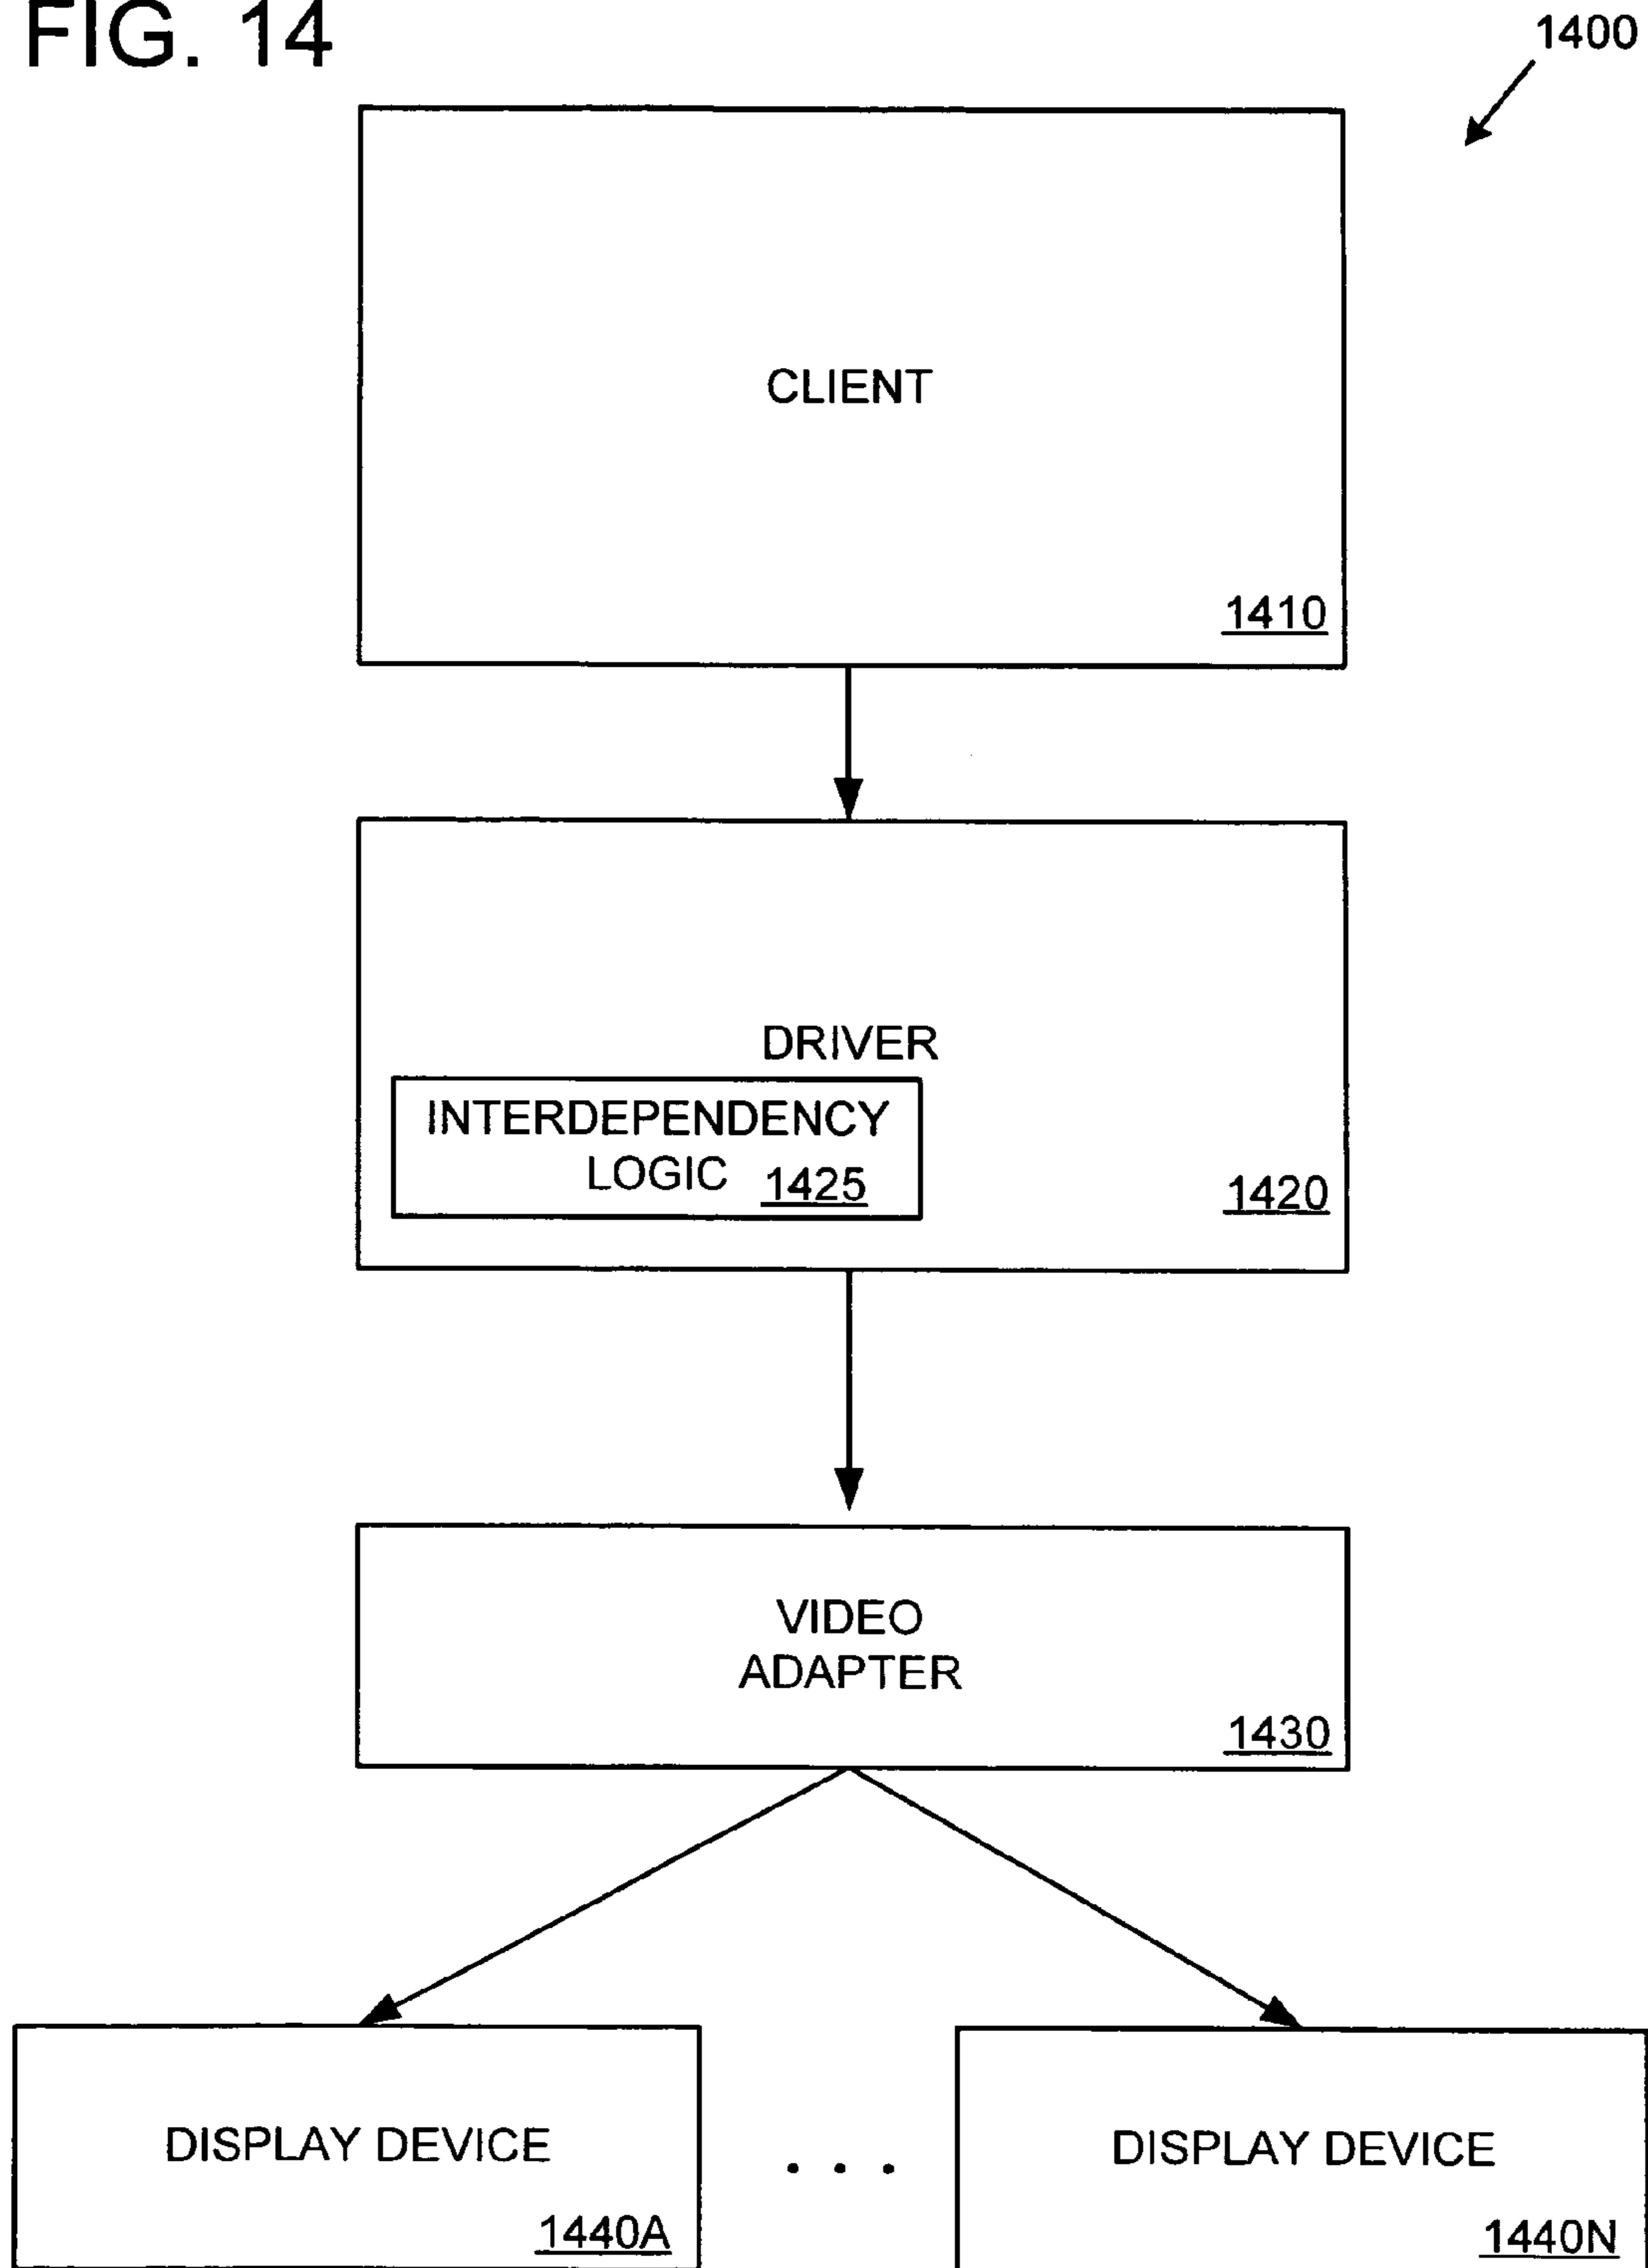 FIG. 14
1400
CLIENT
1410
DRIVER
INTERDEPENDENCY
LOGIC 1425
1420
VIDEO
ADAPTER
1430
DISPLAY DEVICE
1440A
. . .
DISPLAY DEVICE
1440N